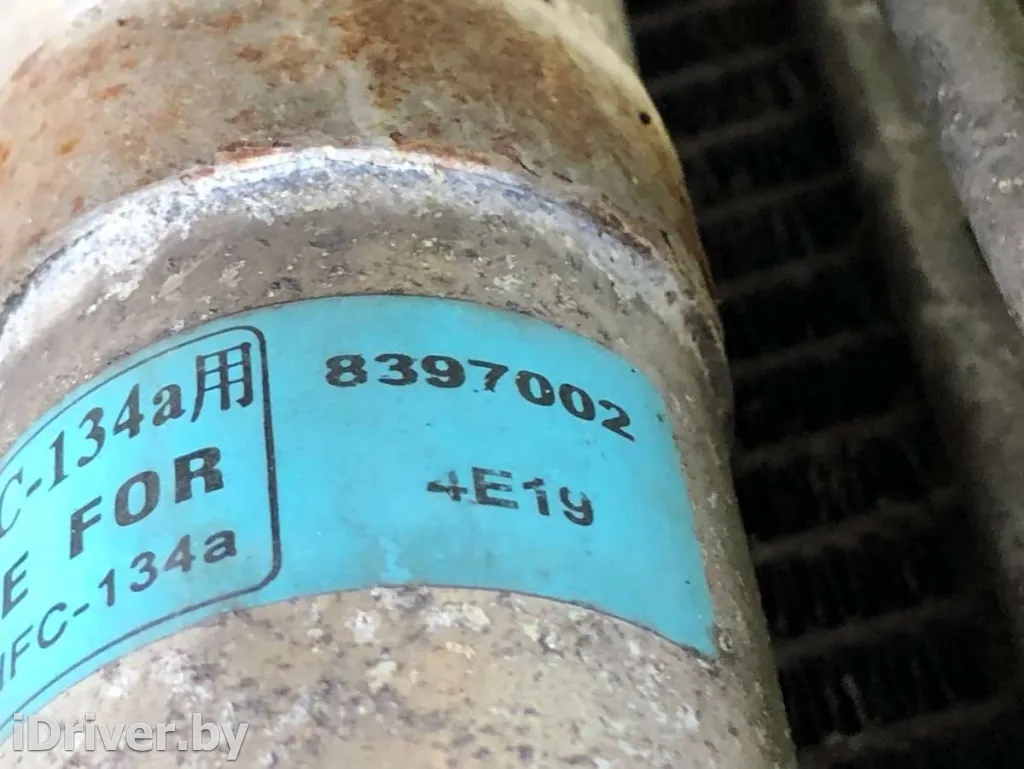 C-134a用
E FOR
FC-134a
8397002
4E19
iDriver.by